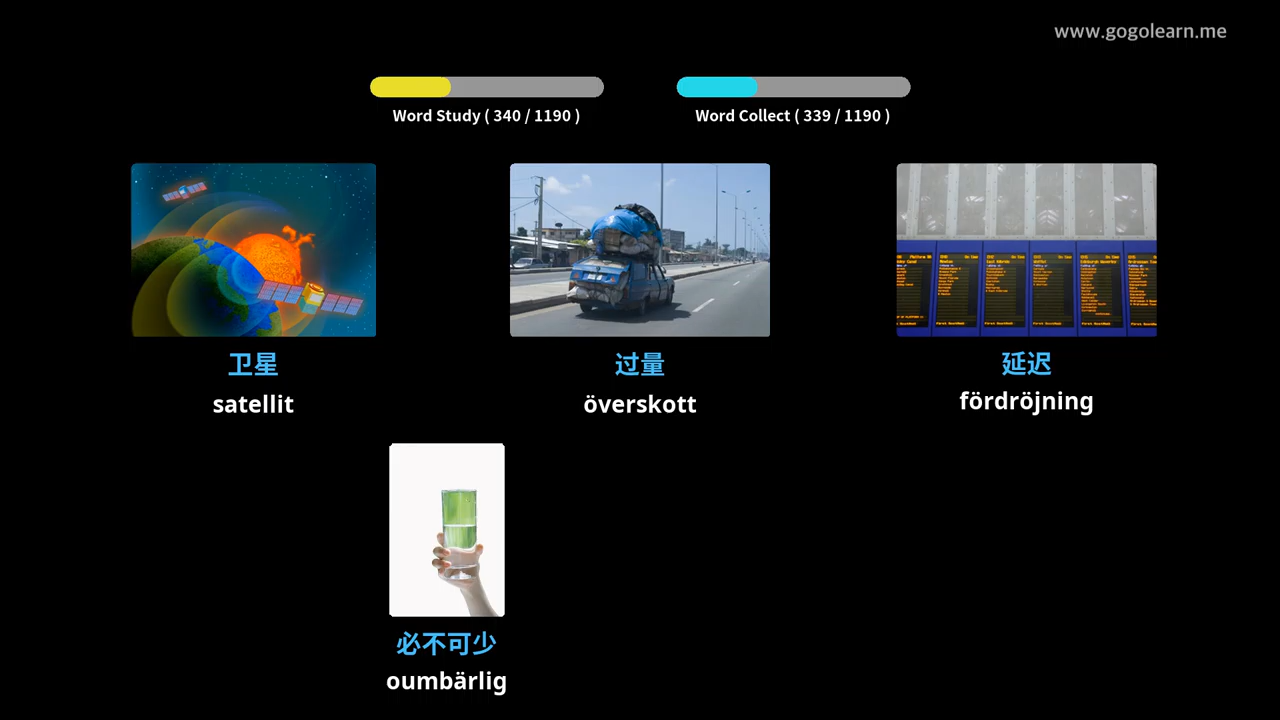 www.gogolearn.me
Word Study ( 340 / 1190 )
Word Collect ( 339 / 1190 )
卫星
satellit
过量
överskott
延迟
fördröjning
必不可少
oumbärlig